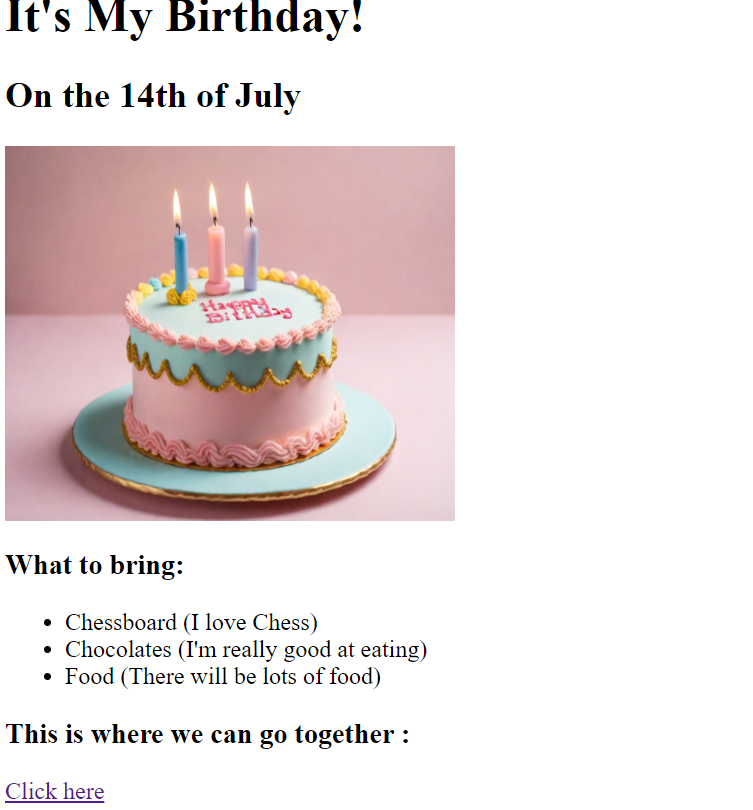 It's My Birthday!
On the 14th of July
Happy
Birthday
What to bring:
Chessboard (I love Chess)
Chocolates (I'm really good at eating)
Food (There will be lots of food)
This is where we can go together :
Click here